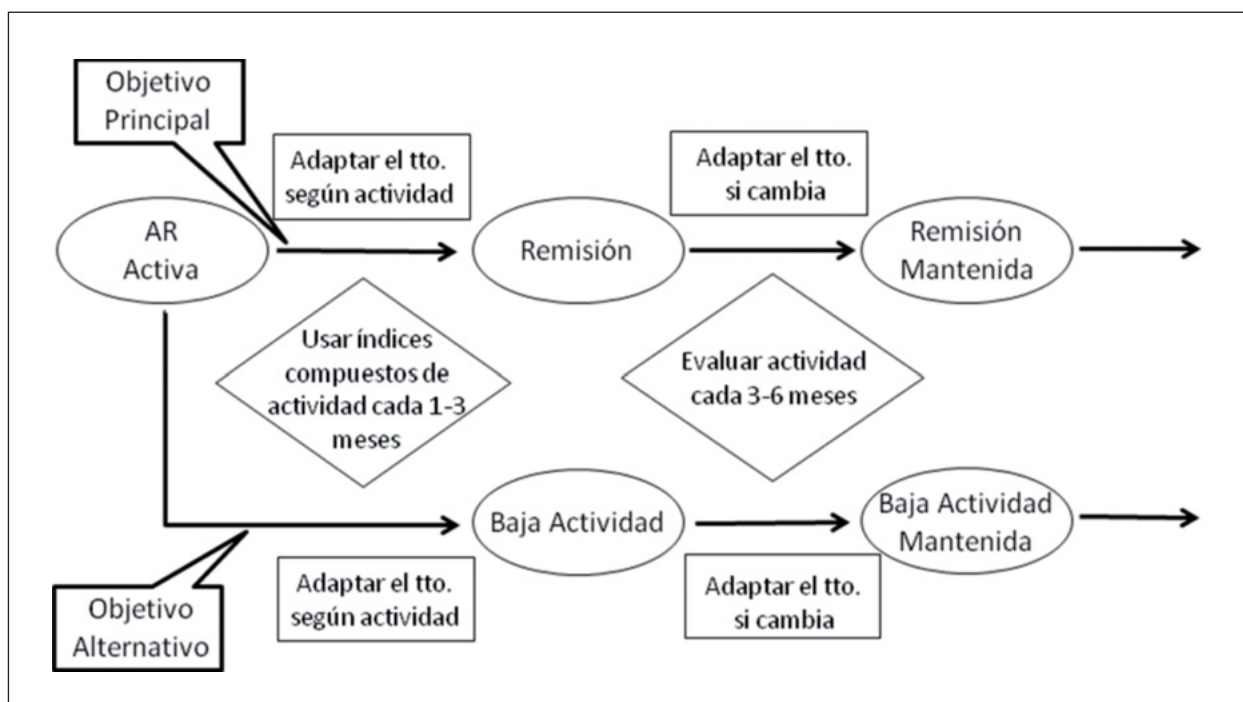 Objetivo
Principal
Adaptar el tto.
según actividad
Adaptar el tto.
si cambia
AR
Activa
Remisión
Remisión
Mantenida
Usar índices
compuestos de
actividad cada 1-3
meses
Evaluar actividad
cada 3-6 meses
Baja Actividad
Baja Actividad
Mantenida
Adaptar el tto.
según actividad
Adaptar el tto.
si cambia
Objetivo
Alternativo